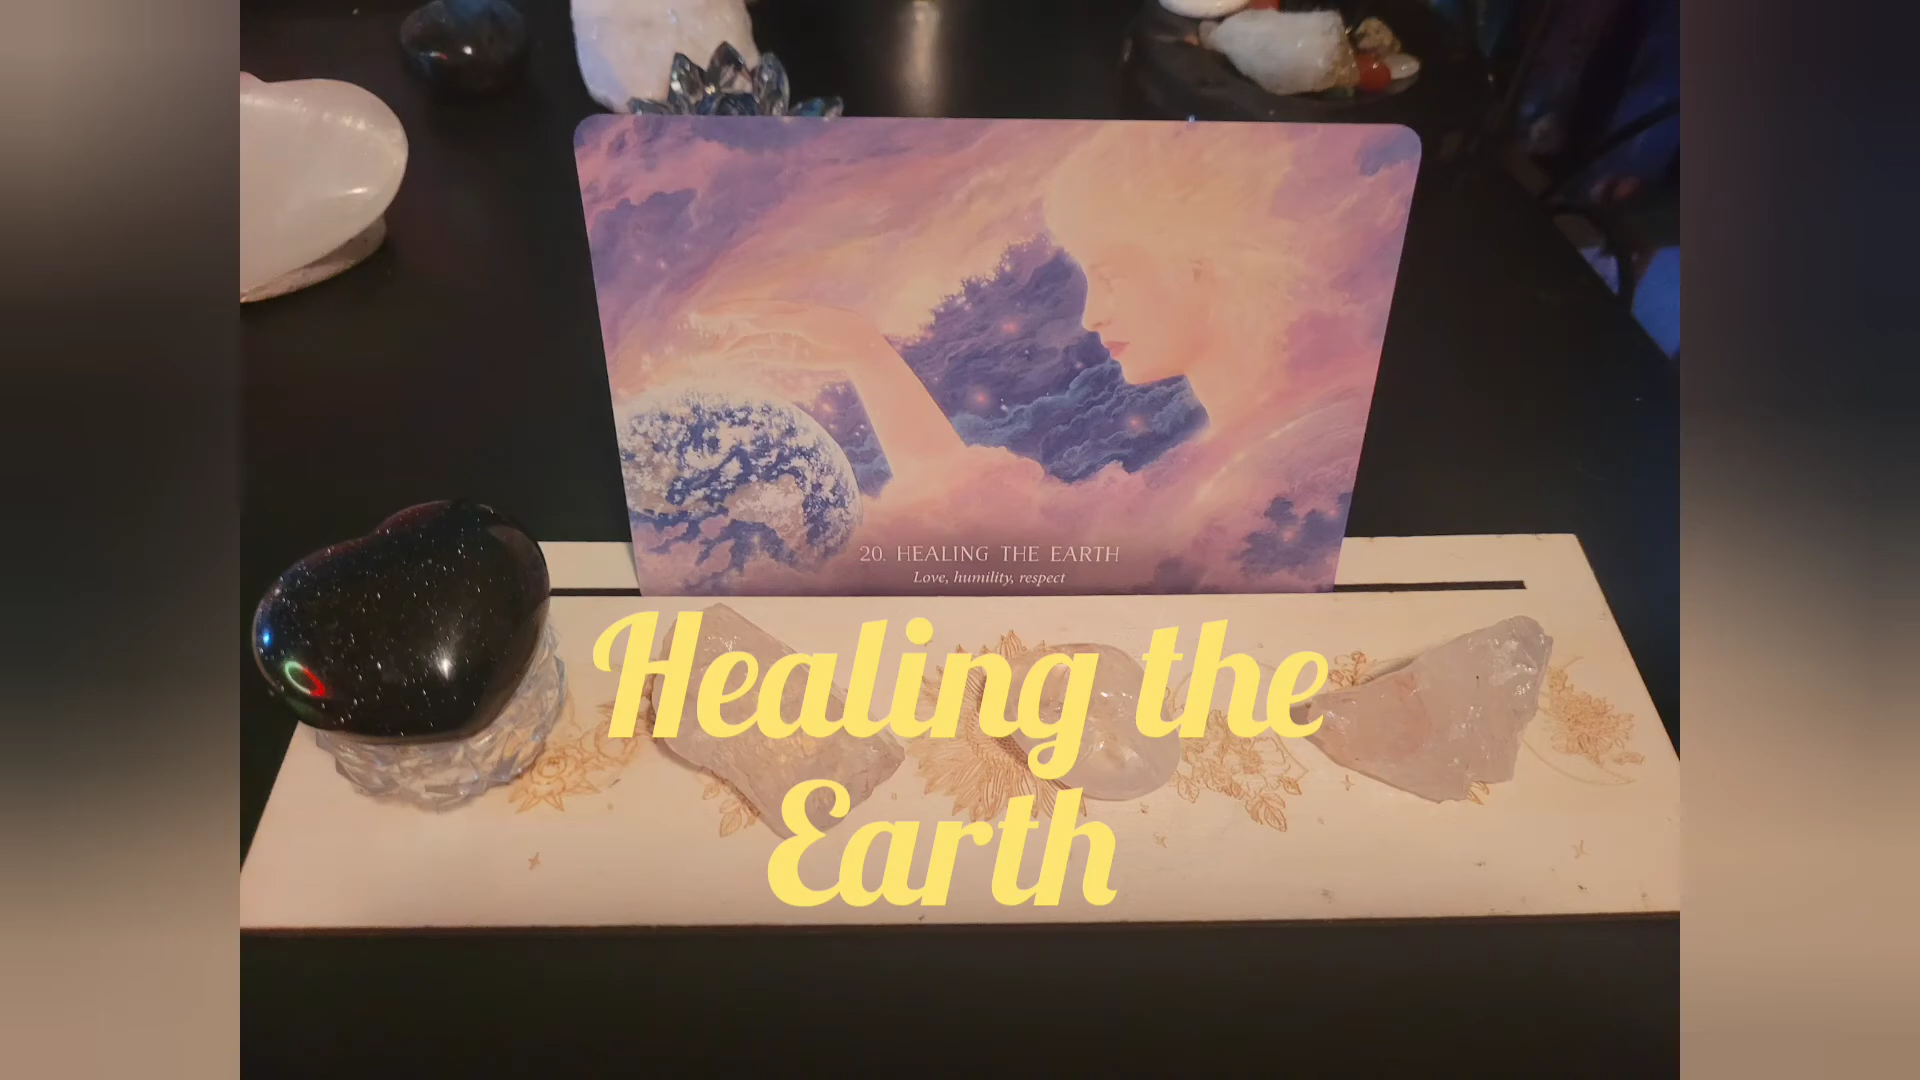 20. HEALING THE EARTH
Love, humility, respect
Healing the
Earth